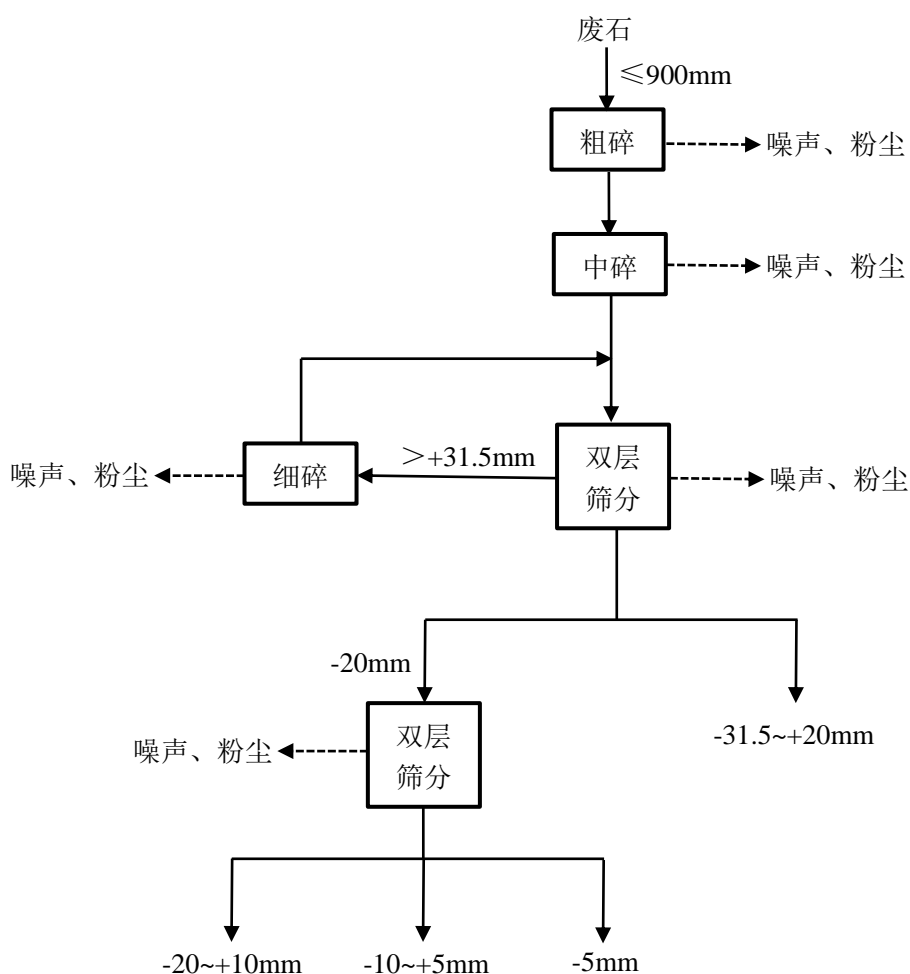 废石
≤900mm
粗碎
噪声、粉尘
中碎
噪声、粉尘
噪声、粉尘
细碎
＞+31.5mm
双层
筛分
噪声、粉尘
-20mm
噪声、粉尘
双层
筛分
-31.5~+20mm
-20~+10mm
-10~+5mm
-5mm